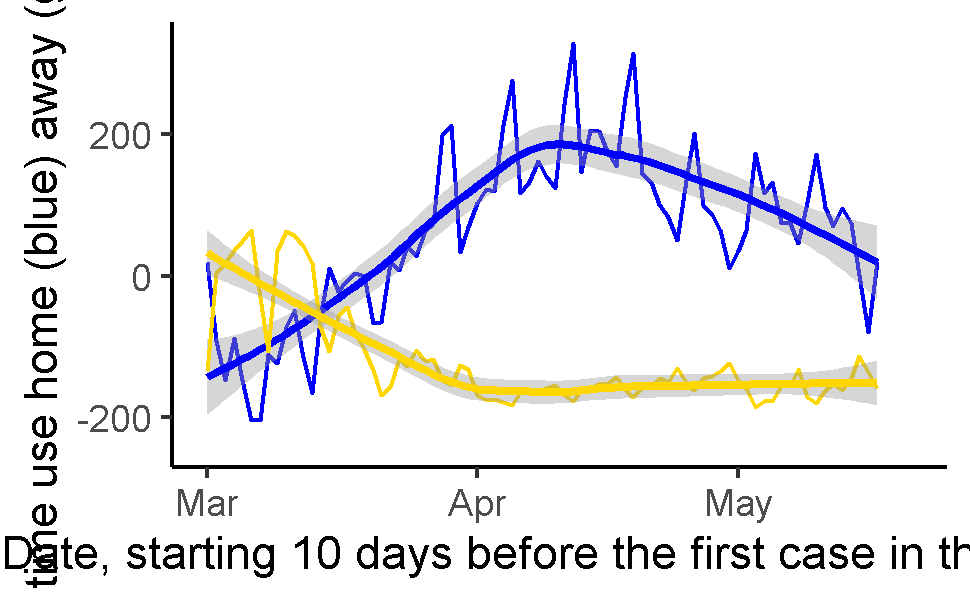 time use home (blue) away (
200
0
-200
Mar Apr May
Date, starting 10 days before the first case in th